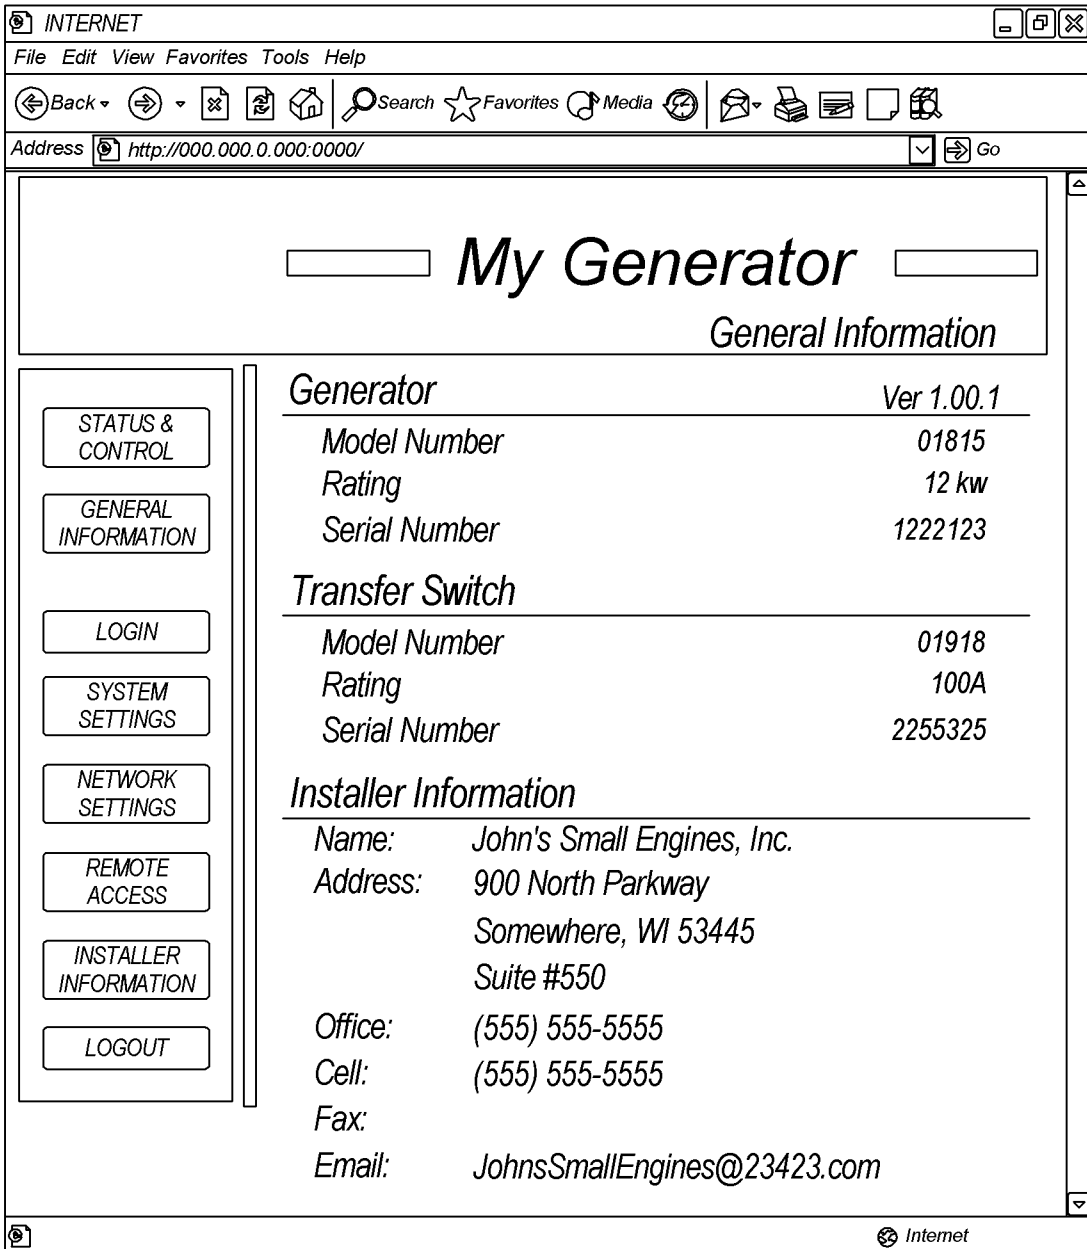 INTERNET
File Edit View Favorites Tools Help
Back Search Favorites Media
Address http://000.000.0.000:0000/ Go
My Generator
General Information
STATUS &
CONTROL
GENERAL
INFORMATION
LOGIN
SYSTEM
SETTINGS
NETWORK
SETTINGS
REMOTE
ACCESS
INSTALLER
INFORMATION
LOGOUT
Generator Ver 1.00.1
Model Number 01815
Rating 12 kw
Serial Number 1222123
Transfer Switch
Model Number 01918
Rating 100A
Serial Number 2255325
Installer Information
Name: John's Small Engines, Inc.
Address: 900 North Parkway
Somewhere, WI 53445
Suite #550
Office: (555) 555-5555
Cell: (555) 555-5555
Fax:
Email: JohnsSmallEngines@23423.com
Internet